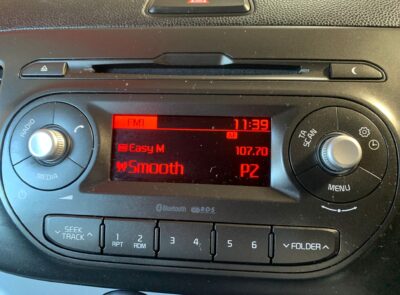 FM1 11:39
AF
Easy M 107.70
Smooth P2
RADIO
MEDIA
TA
SCAN
MENU
Bluetooth R·D·S
SEEK
TRACK
1
RPT
2
RDM
3 4
5 6
FOLDER